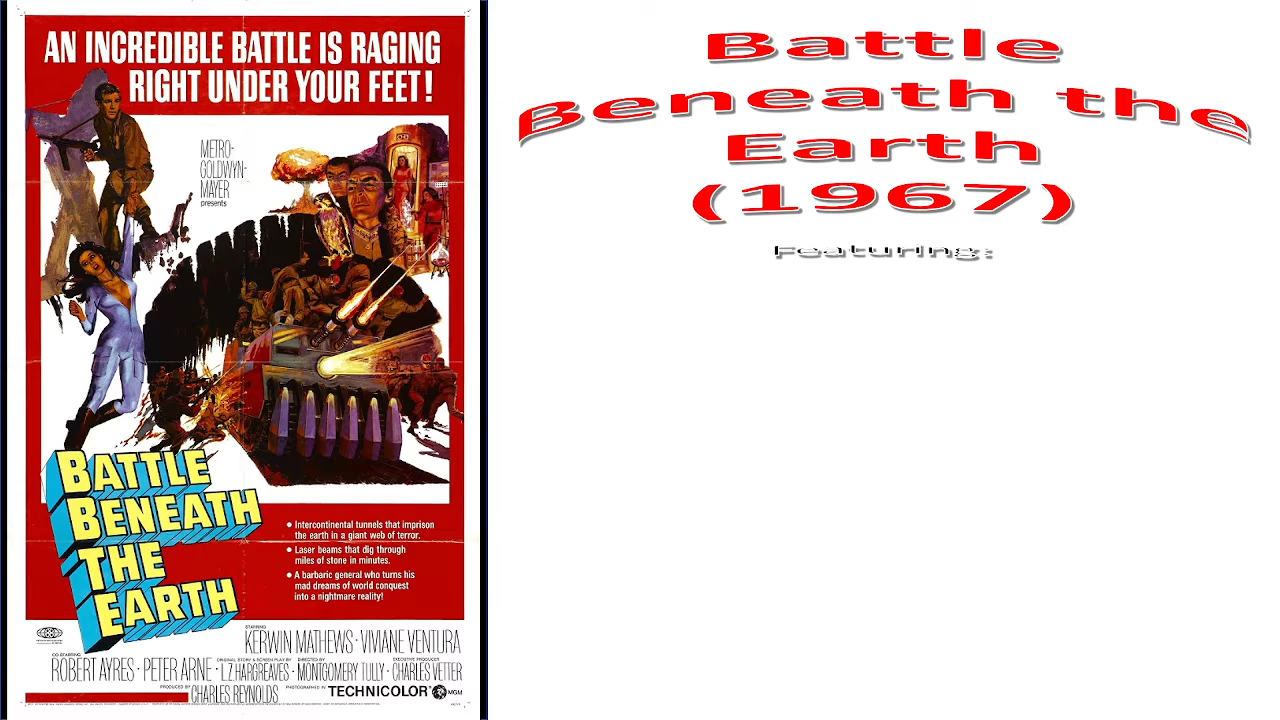 AN INCREDIBLE BATTLE IS RAGING
RIGHT UNDER YOUR FEET!
METRO-
GOLDWYN-
MAYER
presents
BATTLE
BENEATH
THE
EARTH
• Intercontinental tunnels that imprison
the earth in a giant web of terror.
• Laser beams that dig through
miles of stone in minutes.
• A barbaric general who turns his
mad dreams of world conquest
into a nightmare reality!
STARRING
KERWIN MATHEWS · VIVIANE VENTURA
CO-STARRING
ROBERT AYRES · PETER ARNE · ORIGINAL STORY & SCREEN PLAY BY L.Z. HARGREAVES · DIRECTED BY MONTGOMERY TULLY · EXECUTIVE PRODUCER CHARLES VETTER
PRODUCED BY CHARLES REYNOLDS PHOTOGRAPHED IN TECHNICOLOR® MGM
Battle
Beneath the
Earth
(1967)
Featuring: